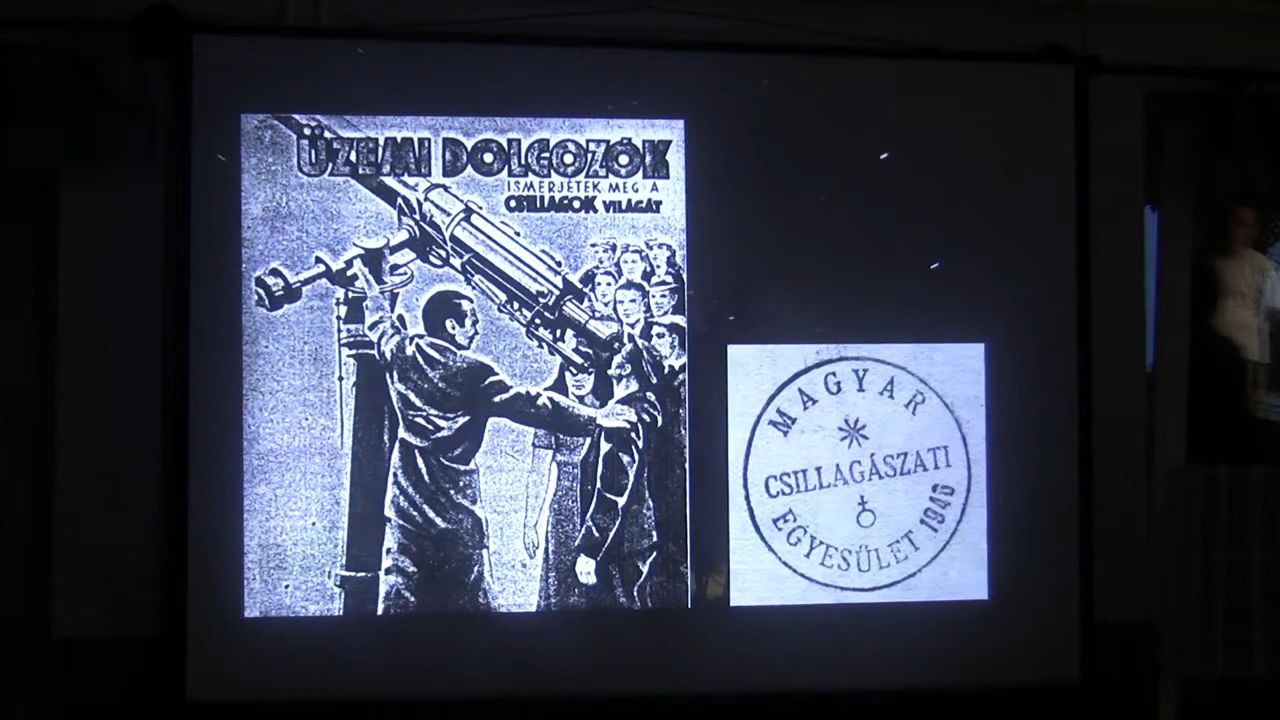 ÜZEMI DOLGOZÓK
ISMERJÉTEK MEG A
CSILLAGOK VILÁGÁT
MAGYAR
CSILLAGÁSZATI
EGYESÜLET 1946